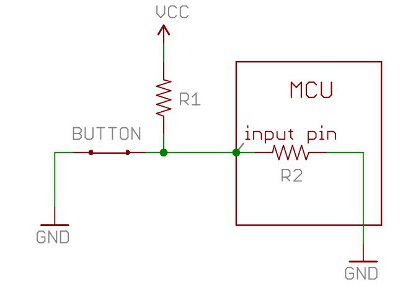 VCC
R1
MCU
BUTTON
input pin
R2
GND
GND